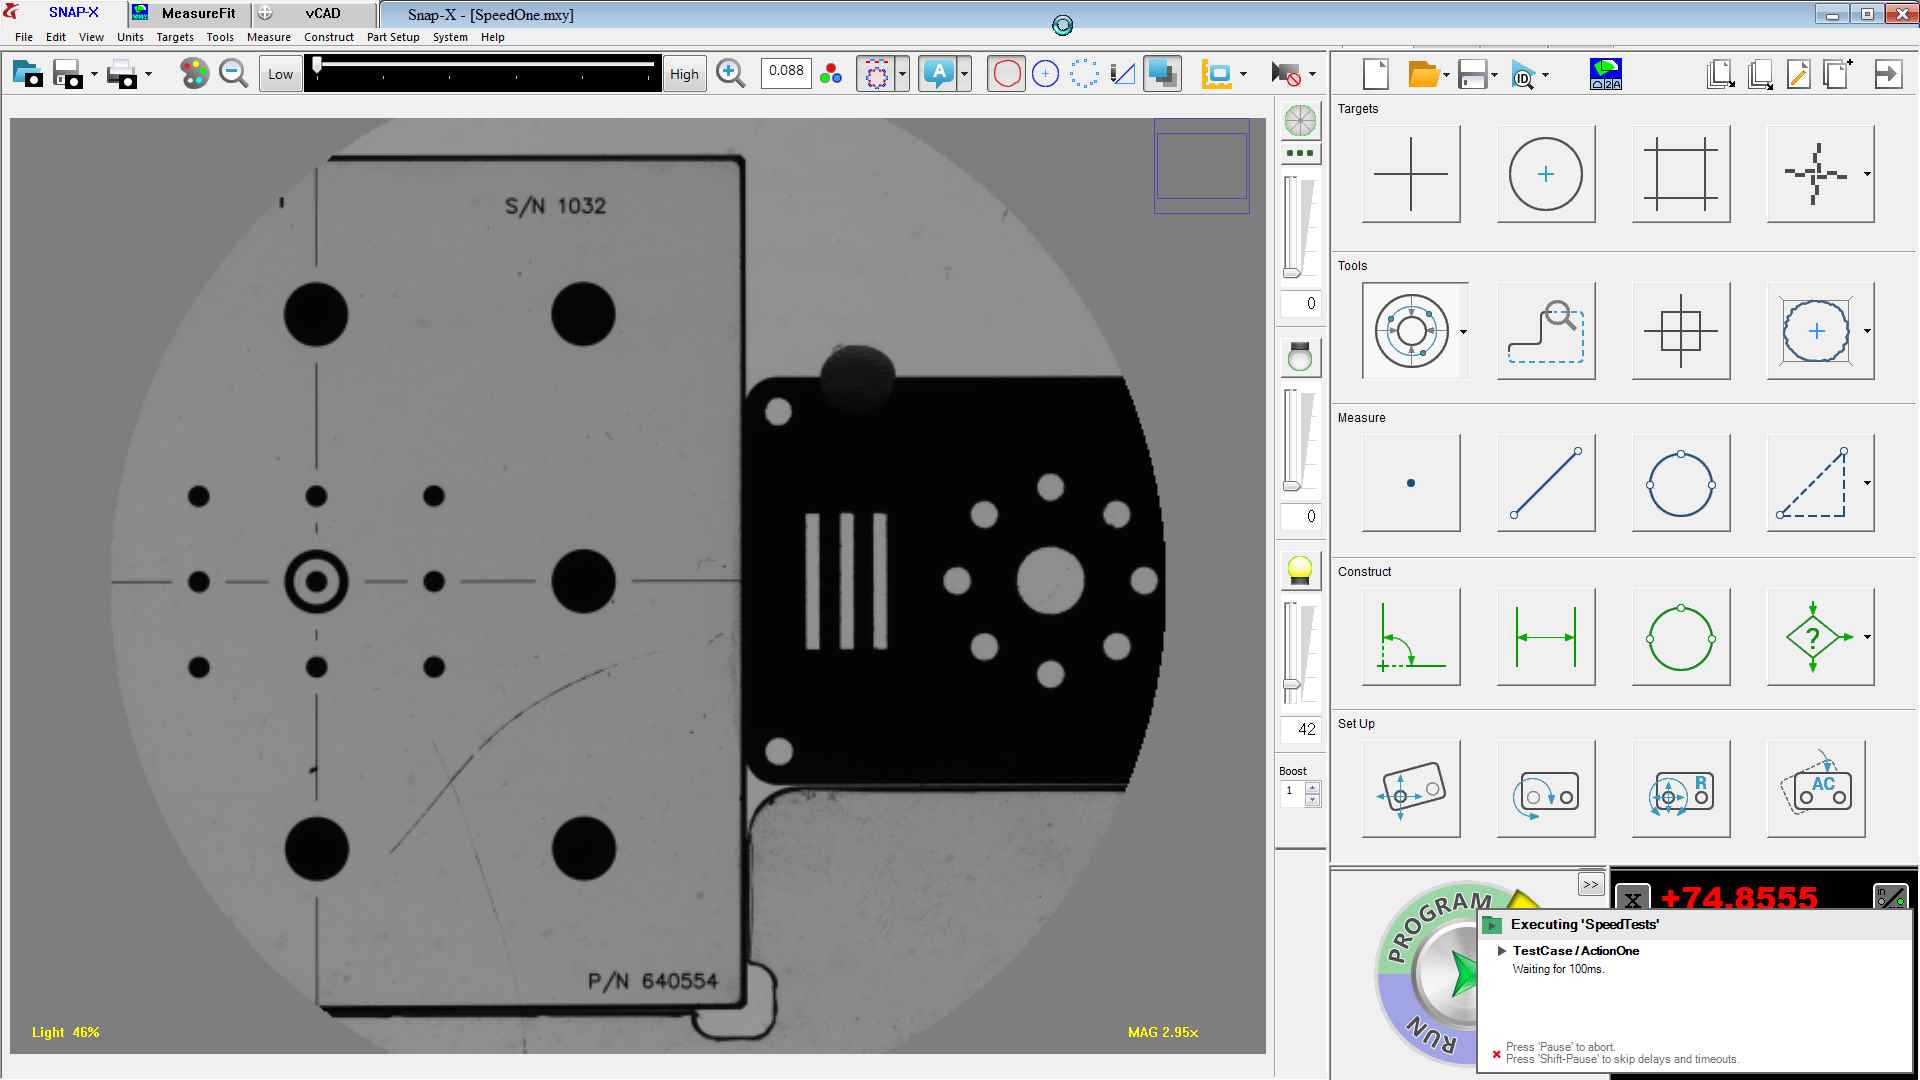 SNAP-X
MeasureFit
vCAD
Snap-X - [SpeedOne.mxy]
File Edit View Units Targets Tools Measure Construct Part Setup System Help
Low
High
0.088
A
ID
Targets
S/N 1032
Tools
0
Measure
0
Construct
?
42
Set Up
Boost
1
R
AC
>>
PROGRAM
RUN
X
+74.8555
in
Executing 'SpeedTests'
TestCase / ActionOne
Waiting for 100ms.
P/N 640554
Light 46%
MAG 2.95x
Press 'Pause' to abort.
Press 'Shift-Pause' to skip delays and timeouts.